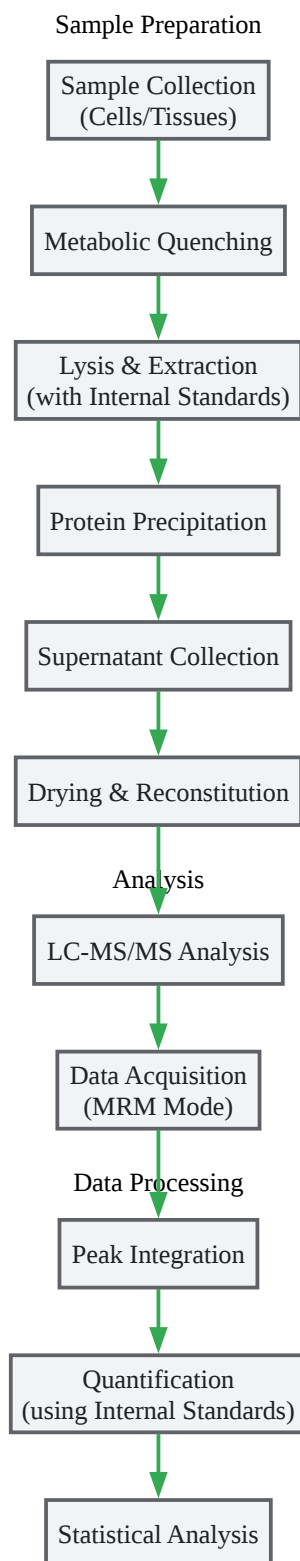 Sample Preparation
Sample Collection
(Cells/Tissues)
Metabolic Quenching
Lysis & Extraction
(with Internal Standards)
Protein Precipitation
Supernatant Collection
Drying & Reconstitution
Analysis
LC-MS/MS Analysis
Data Acquisition
(MRM Mode)
Data Processing
Peak Integration
Quantification
(using Internal Standards)
Statistical Analysis